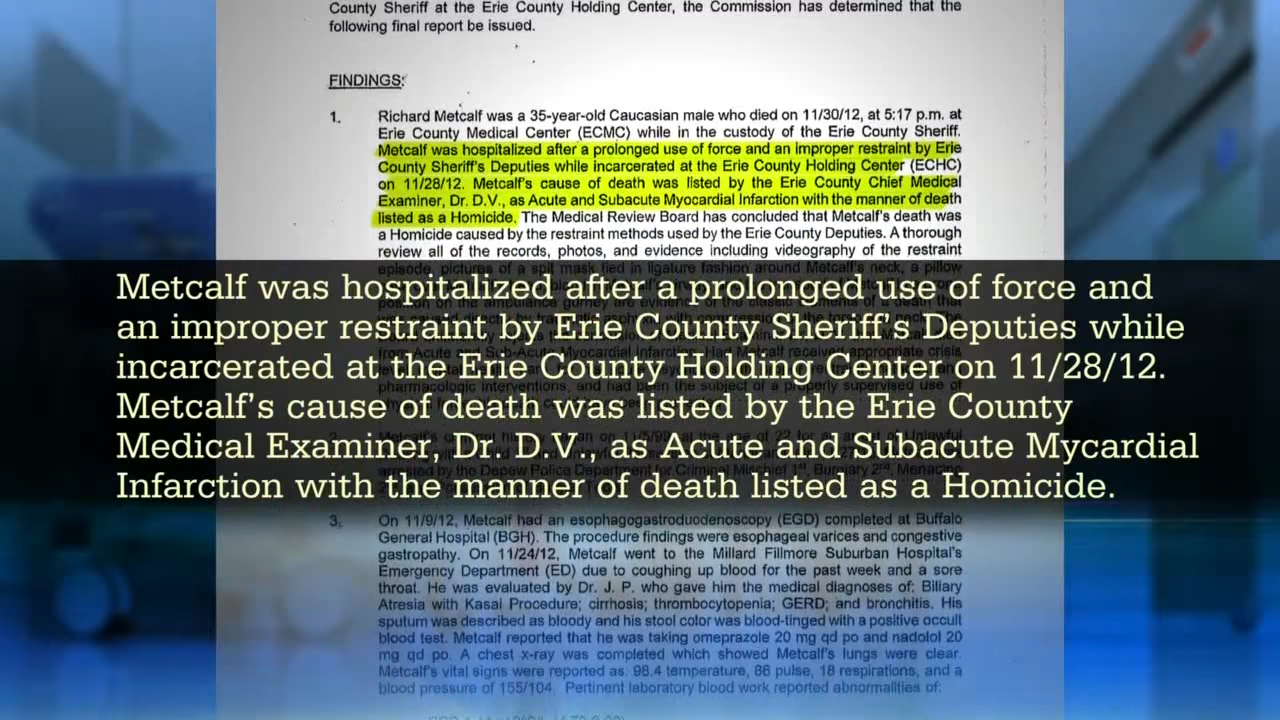 County Sheriff at the Erie County Holding Center, the Commission has determined that the
following final report be issued.
FINDINGS:
1. Richard Metcalf was a 35-year-old Caucasian male who died on 11/30/12, at 5:17 p.m. at
Erie County Medical Center (ECMC) while in the custody of the Erie County Sheriff.
Metcalf was hospitalized after a prolonged use of force and an improper restraint by Erie
County Sheriff's Deputies while incarcerated at the Erie County Holding Center (ECHC)
on 11/28/12. Metcalf's cause of death was listed by the Erie County Chief Medical
Examiner, Dr. D.V., as Acute and Subacute Myocardial Infarction with the manner of death
listed as a Homicide. The Medical Review Board has concluded that Metcalf's death was
a Homicide caused by the restraint methods used by the Erie County Deputies. A thorough
review all of the records, photos, and evidence including videography of the restraint
episode, pictures of a spit mask tied in ligature fashion around Metcalf's neck, a pillow
Metcalf was hospitalized after a prolonged use of force and
an improper restraint by Erie County Sheriff's Deputies while
incarcerated at the Erie County Holding Center on 11/28/12.
Metcalf's cause of death was listed by the Erie County
Medical Examiner, Dr. D.V., as Acute and Subacute Mycardial
Infarction with the manner of death listed as a Homicide.
3. On 11/9/12, Metcalf had an esophagogastroduodenoscopy (EGD) completed at Buffalo
General Hospital (BGH). The procedure findings were esophageal varices and congestive
gastropathy. On 11/24/12, Metcalf went to the Millard Fillmore Suburban Hospital's
Emergency Department (ED) due to coughing up blood for the past week and a sore
throat. He was evaluated by Dr. J. P. who gave him the medical diagnoses of: Biliary
Atresia with Kasai Procedure; cirrhosis; thrombocytopenia; GERD; and bronchitis. His
sputum was described as bloody and his stool color was blood-tinged with a positive occult
blood test. Metcalf reported that he was taking omeprazole 20 mg qd po and nadolol 20
mg qd po. A chest x-ray was completed which showed Metcalf's lungs were clear.
Metcalf's vital signs were reported as: 98.4 temperature, 86 pulse, 18 respirations, and a
blood pressure of 155/104. Pertinent laboratory blood work reported abnormalities of: